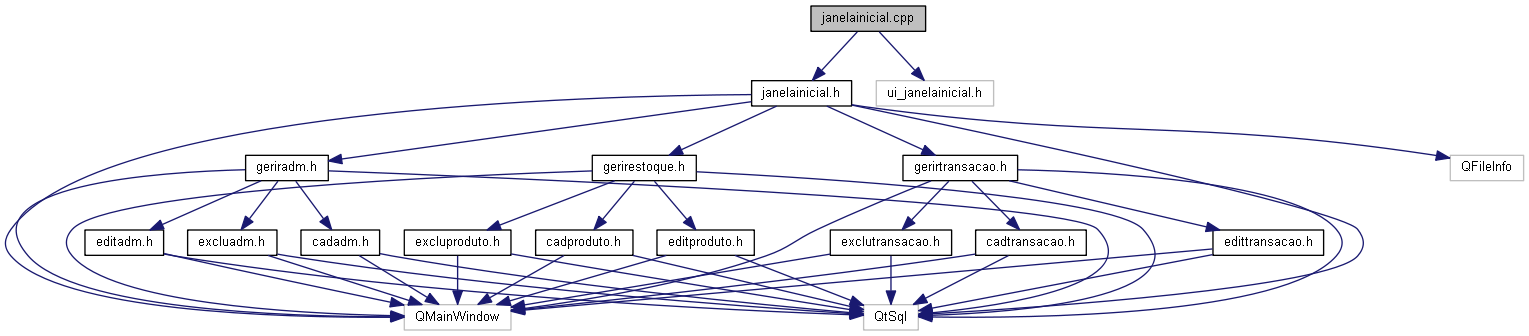 janelainicial.cpp
janelainicial.h
ui_janelainicial.h
geriradm.h
gerirestoque.h
gerirtransacao.h
QFileInfo
editadm.h
excluadm.h
cadadm.h
excluproduto.h
cadproduto.h
editproduto.h
exclutransacao.h
cadtransacao.h
edittransacao.h
QMainWindow
QtSql